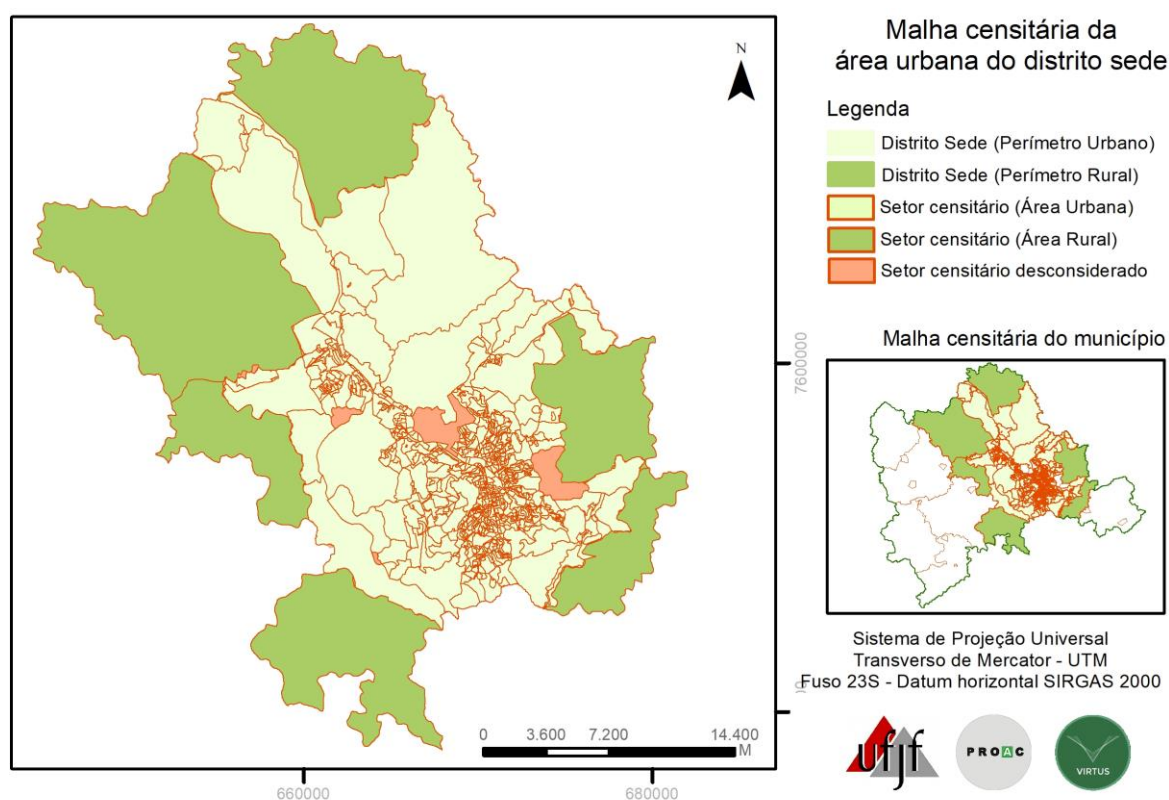 Malha censitária da
área urbana do distrito sede
Legenda
Distrito Sede (Perímetro Urbano)
Distrito Sede (Perímetro Rural)
Setor censitário (Área Urbana)
Setor censitário (Área Rural)
Setor censitário desconsiderado
N
7600000
Malha censitária do município
Sistema de Projeção Universal
Transverso de Mercator - UTM
Fuso 23S - Datum horizontal SIRGAS 2000
0 3.600 7.200 14.400
M
660000 680000
ufjf
PROAC
VIRTUS